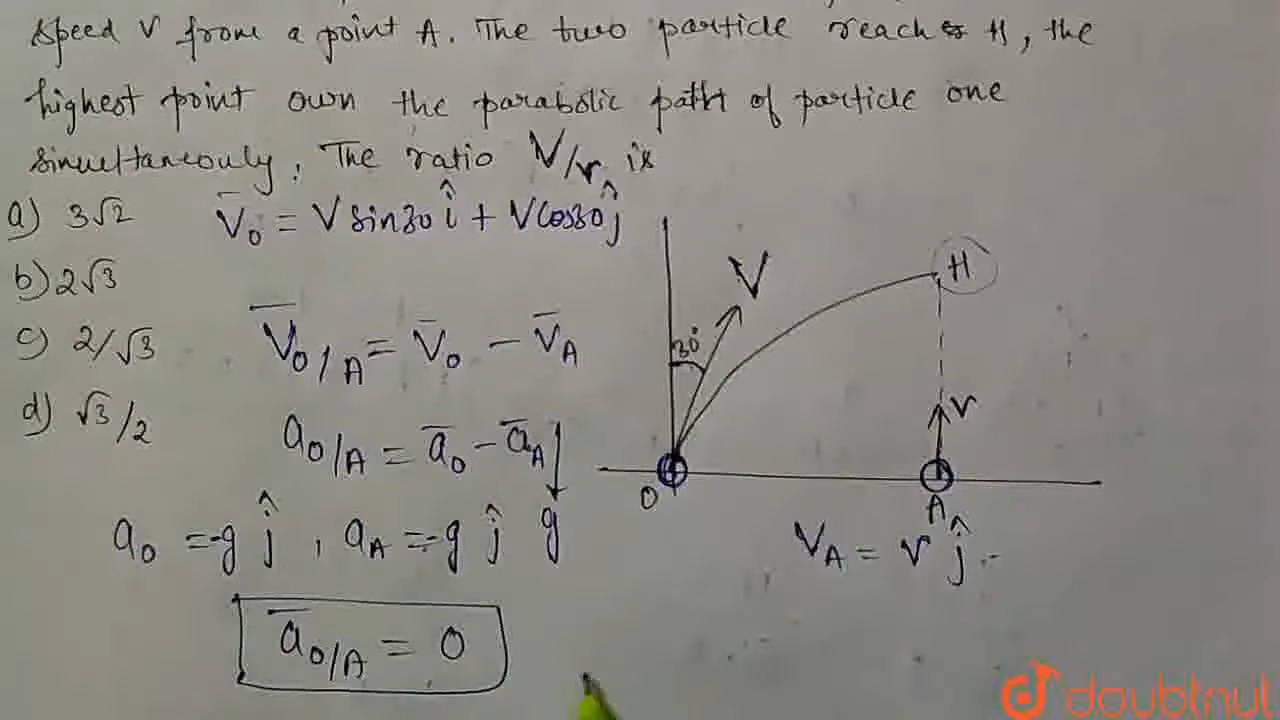 speed V from a point A. The two particle reaches H, the
highest point own the parabolic path of particle one
simueltaneouly. The ratio V/v, is
a) 3√2
V̄₀ = V sin30 î + V cos30 ĵ
b) 2√3
c) 2/√3
V̄₀/A = V̄₀ − V̄A
d) √3/2
a₀/A = ā₀ − āA
a₀ = -g ĵ , aA = -g ĵ g
ā₀/A = 0
V
30°
H
v
O
A
VA = v ĵ .-
doubtnut